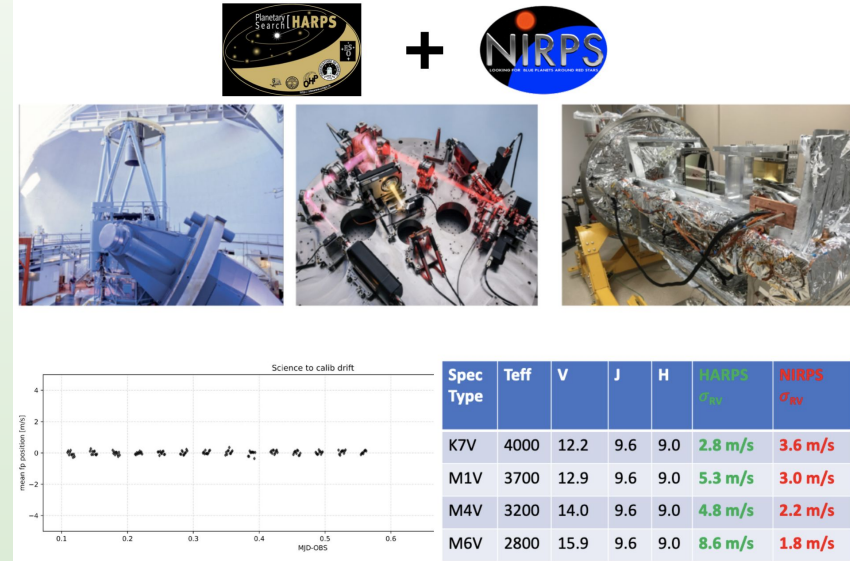 Planetary
Search [HARPS
ES
O
OHP
+
NIRPS
LOOKING FOR BLUE PLANETS AROUND RED STARS
Science to calib drift
4
2
0
−2
−4
mean fp position [m/s]
0.1 0.2 0.3 0.4 0.5 0.6
MJD-OBS
Spec Type Teff V J H HARPS σRV NIRPS σRV
K7V 4000 12.2 9.6 9.0 2.8 m/s 3.6 m/s
M1V 3700 12.9 9.6 9.0 5.3 m/s 3.0 m/s
M4V 3200 14.0 9.6 9.0 4.8 m/s 2.2 m/s
M6V 2800 15.9 9.6 9.0 8.6 m/s 1.8 m/s